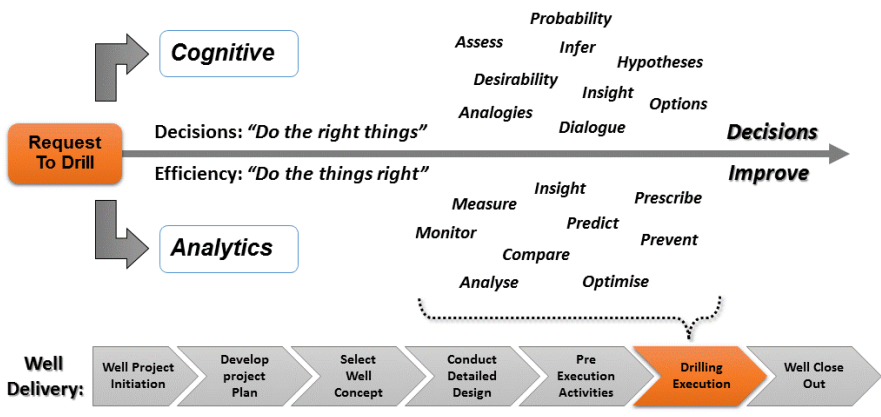 Cognitive
Probability
Assess
Infer
Hypotheses
Desirability
Insight
Options
Analogies
Dialogue
Request
To Drill
Decisions: “Do the right things”
Decisions
Efficiency: “Do the things right”
Improve
Analytics
Insight
Measure
Prescribe
Predict
Monitor
Prevent
Compare
Analyse
Optimise
Well
Delivery:
Well Project
Initiation
Develop
project
Plan
Select
Well
Concept
Conduct
Detailed
Design
Pre
Execution
Activities
Drilling
Execution
Well Close
Out